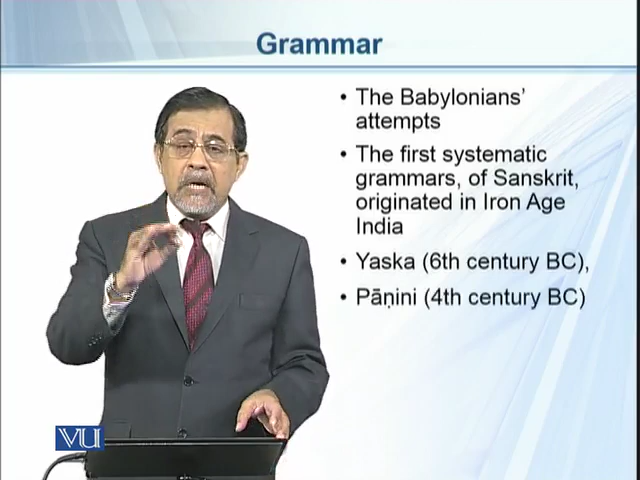 Grammar
• The Babylonians’
attempts
• The first systematic
grammars, of Sanskrit,
originated in Iron Age
India
• Yaska (6th century BC),
• Pāṇini (4th century BC)
VU